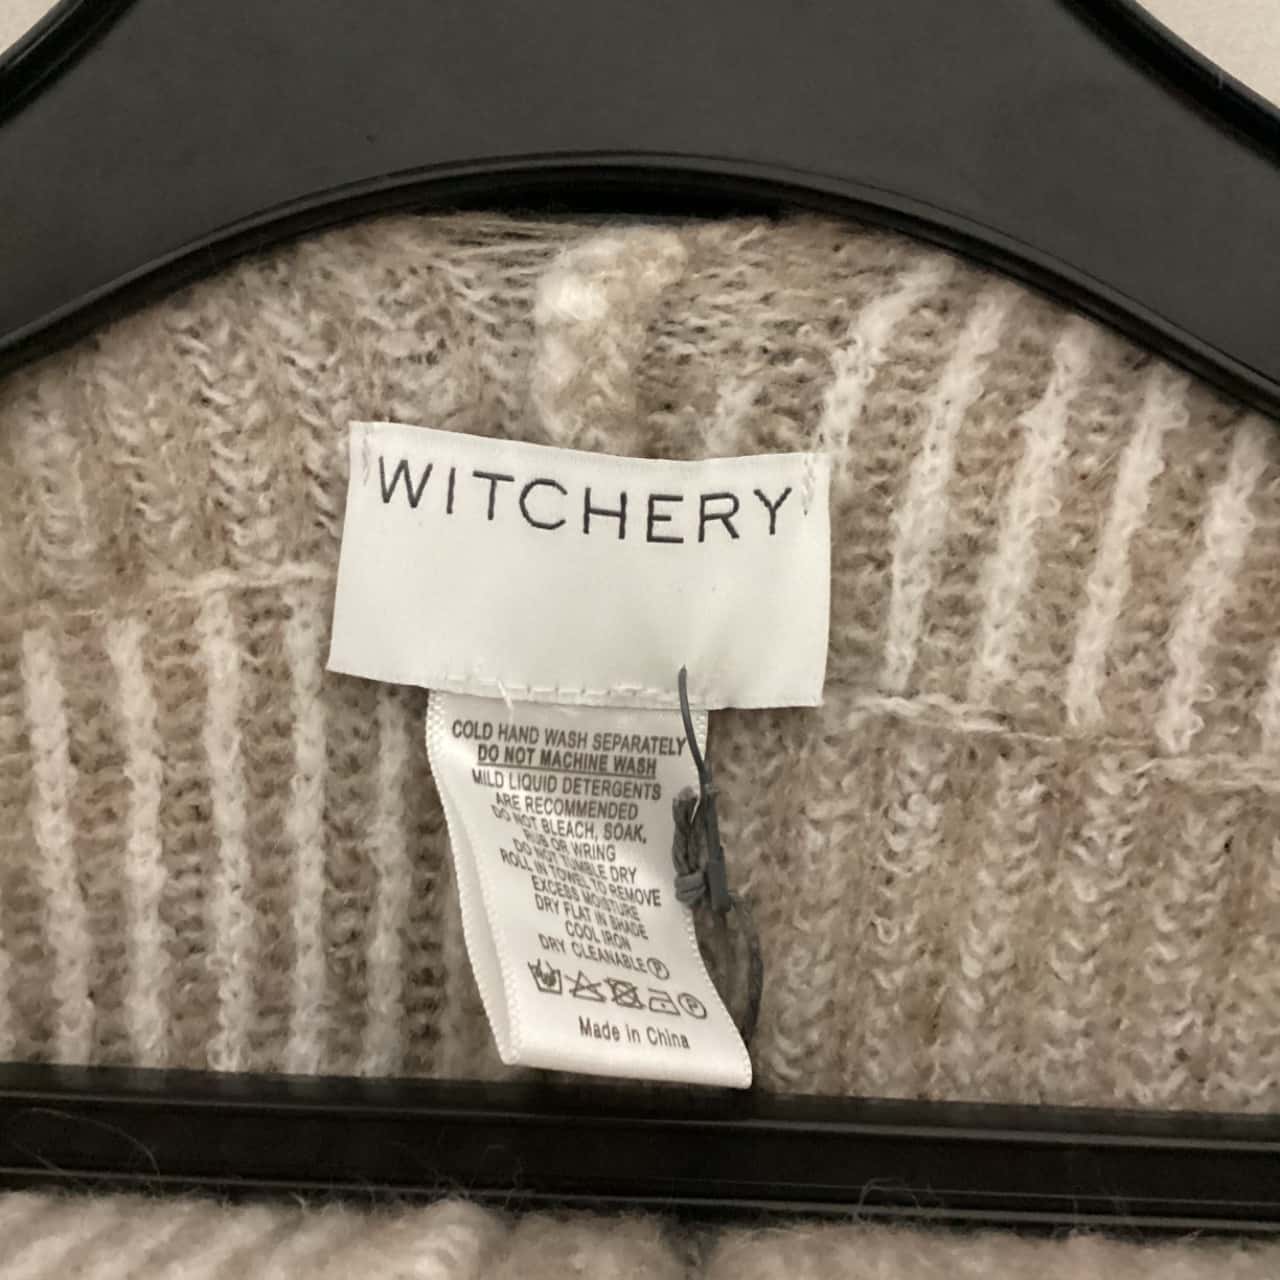 WITCHERY
COLD HAND WASH SEPARATELY
DO NOT MACHINE WASH
MILD LIQUID DETERGENTS
ARE RECOMMENDED
DO NOT BLEACH, SOAK,
RUB OR WRING
DO NOT TUMBLE DRY
ROLL IN TOWEL TO REMOVE
EXCESS MOISTURE
DRY FLAT IN SHADE
COOL IRON
DRY CLEANABLE Ⓟ
Ⓟ
Made in China